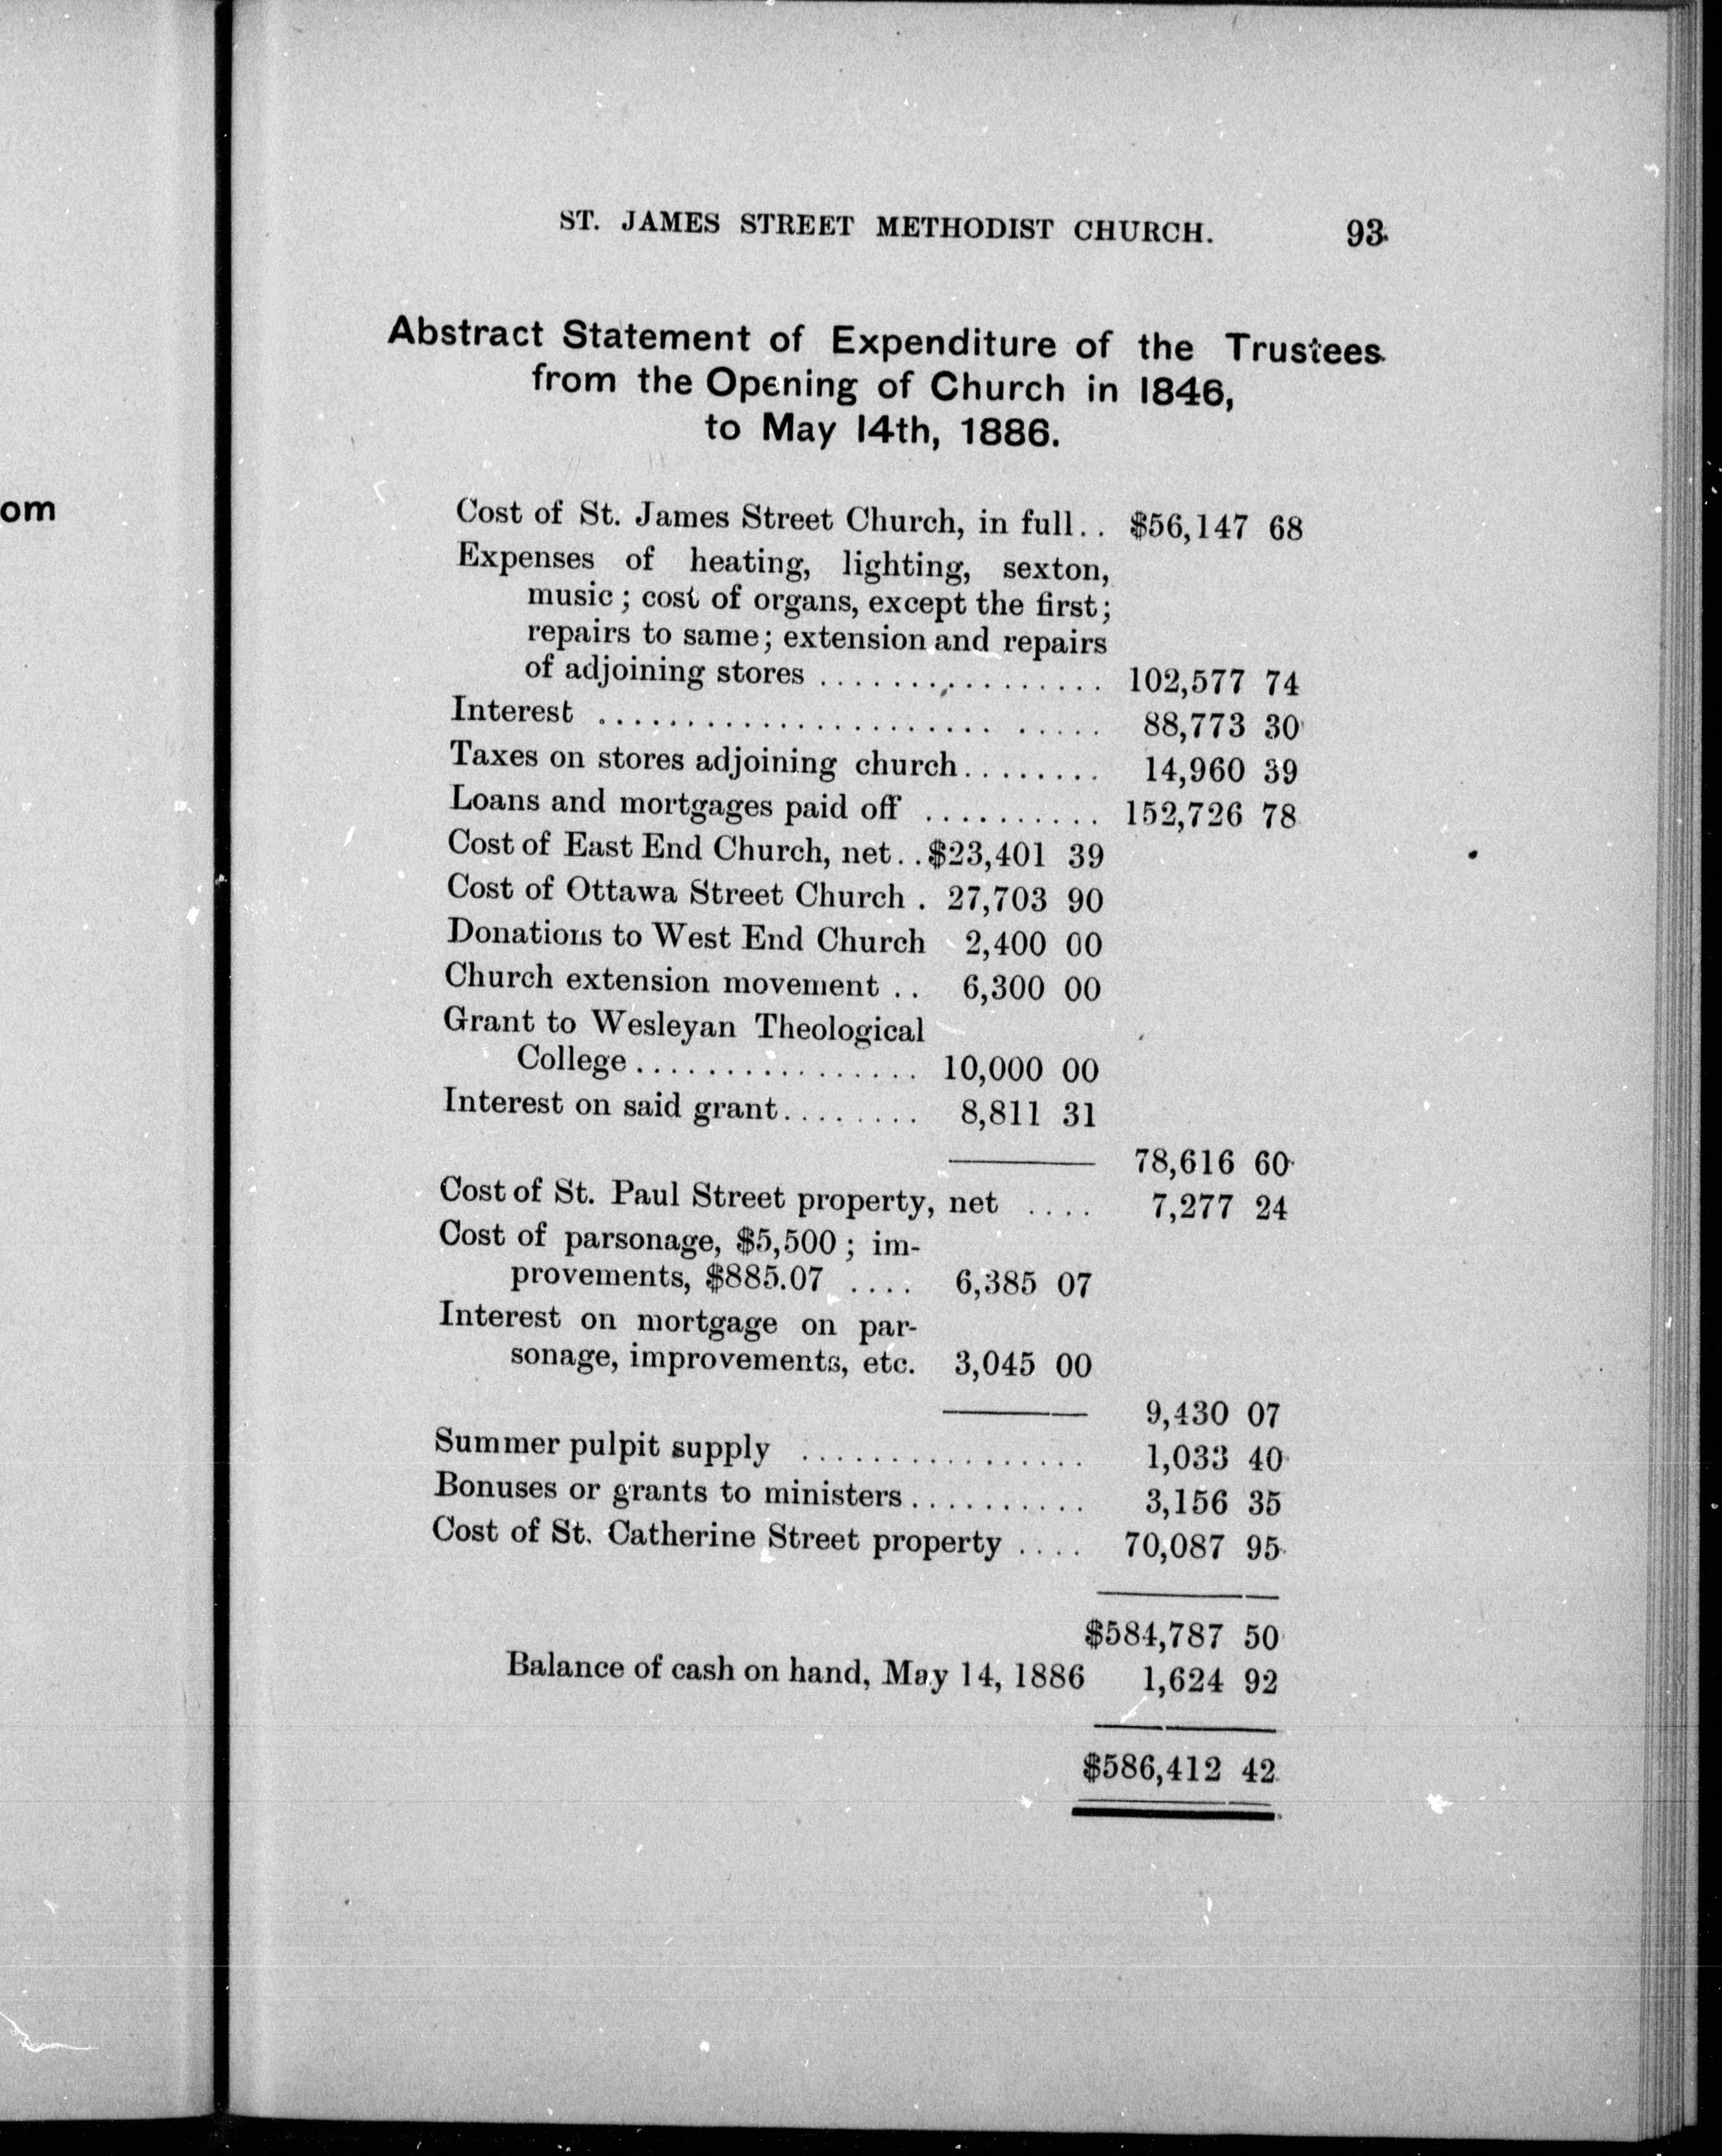 om
ST. JAMES STREET METHODIST CHURCH. 93
Abstract Statement of Expenditure of the Trustees
from the Opening of Church in 1846,
to May 14th, 1886.
Cost of St. James Street Church, in full.. $56,147 68
Expenses of heating, lighting, sexton,
music; cost of organs, except the first;
repairs to same; extension and repairs
of adjoining stores ................ 102,577 74
Interest ............................ 88,773 30
Taxes on stores adjoining church........ 14,960 39
Loans and mortgages paid off .......... 152,726 78
Cost of East End Church, net..$23,401 39
Cost of Ottawa Street Church . 27,703 90
Donations to West End Church 2,400 00
Church extension movement .. 6,300 00
Grant to Wesleyan Theological
College................ 10,000 00
Interest on said grant........ 8,811 31
78,616 60
Cost of St. Paul Street property, net .... 7,277 24
Cost of parsonage, $5,500; im-
provements, $885.07 .... 6,385 07
Interest on mortgage on par-
sonage, improvements, etc. 3,045 00
9,430 07
Summer pulpit supply ................ 1,033 40
Bonuses or grants to ministers.......... 3,156 35
Cost of St. Catherine Street property .... 70,087 95
$584,787 50
Balance of cash on hand, May 14, 1886 1,624 92
$586,412 42